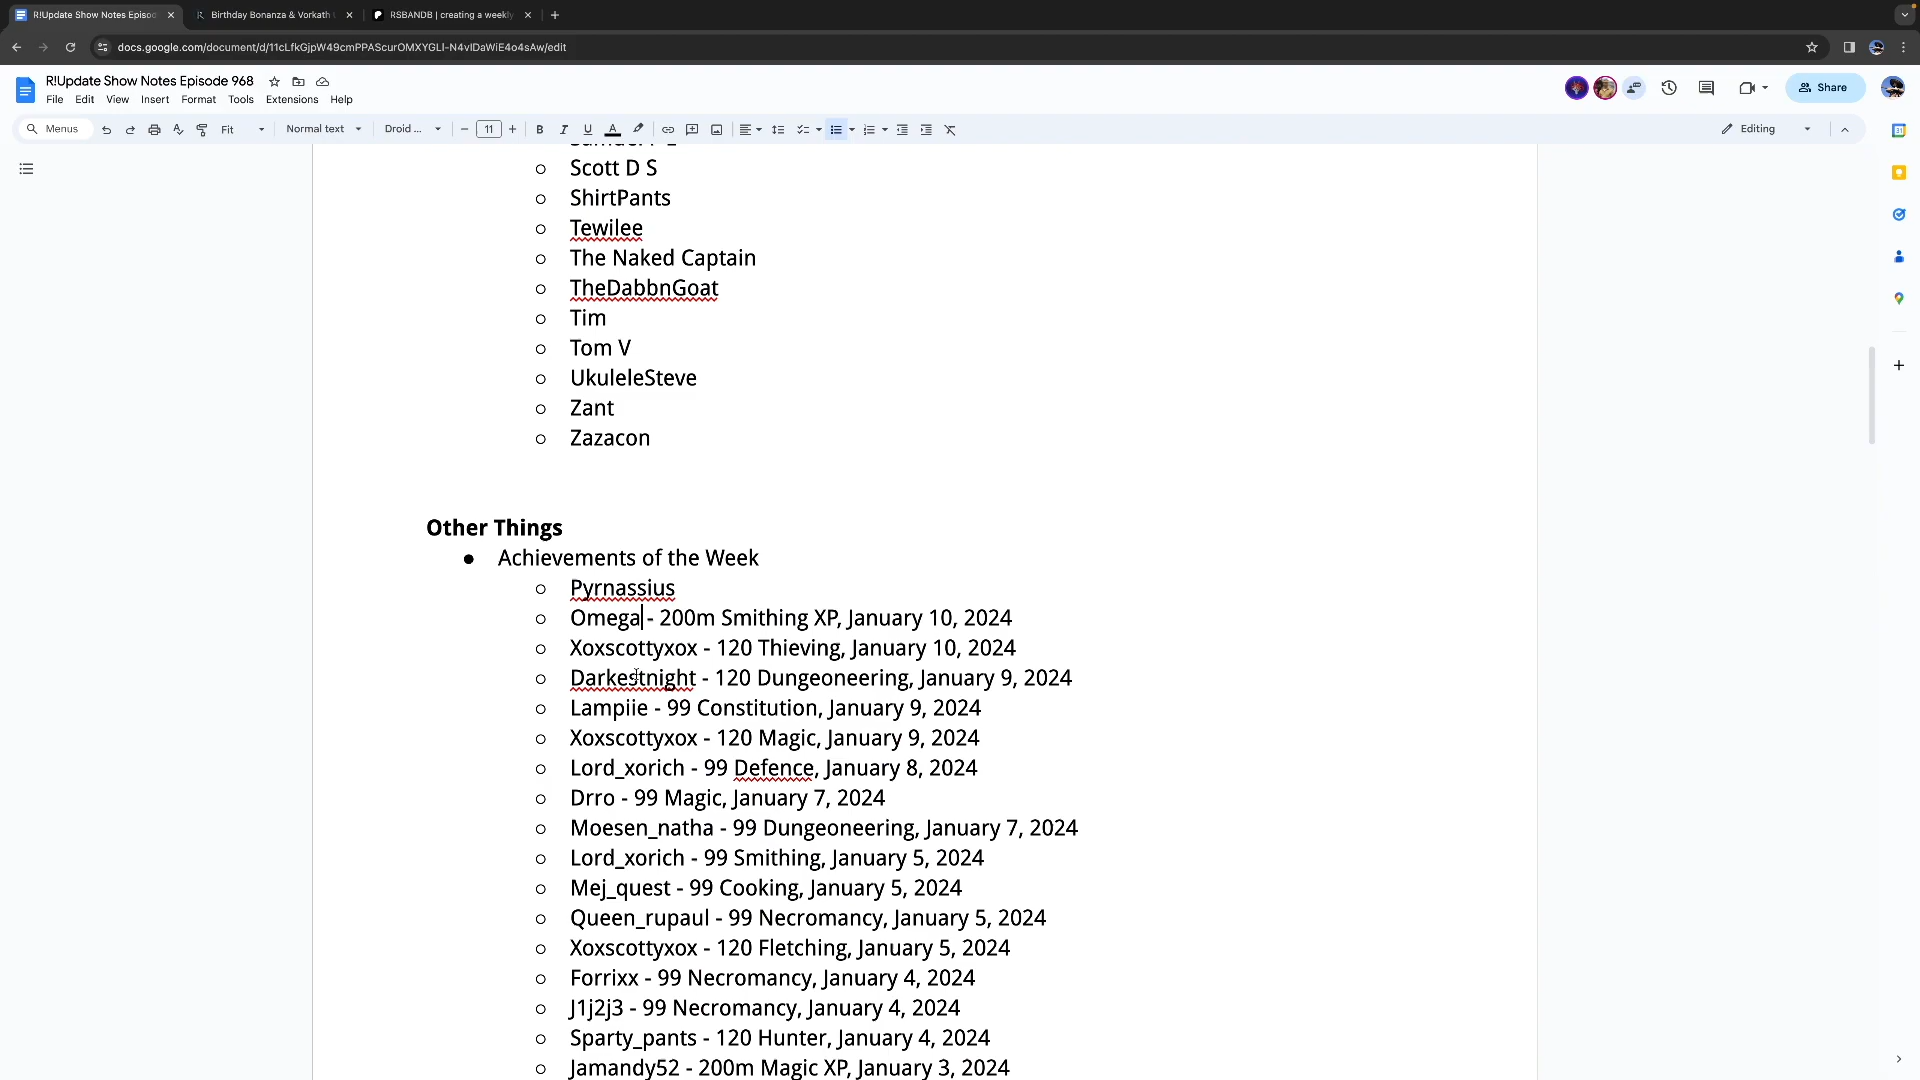 R!Update Show Notes Episod
Birthday Bonanza & Vorkath
RSBANDB | creating a weekly
docs.google.com/document/d/11cLfkGjpW49cmPPAScurOMXYGLI-N4vIDaWiE4o4sAw/edit
R!Update Show Notes Episode 968
File Edit View Insert Format Tools Extensions Help
Share
Menus Fit Normal text Droid ... 11 Editing
Scott D S
ShirtPants
Tewilee
The Naked Captain
TheDabbnGoat
Tim
Tom V
UkuleleSteve
Zant
Zazacon
Other Things
Achievements of the Week
Pyrnassius
Omega - 200m Smithing XP, January 10, 2024
Xoxscottyxox - 120 Thieving, January 10, 2024
Darkestnight - 120 Dungeoneering, January 9, 2024
Lampiie - 99 Constitution, January 9, 2024
Xoxscottyxox - 120 Magic, January 9, 2024
Lord_xorich - 99 Defence, January 8, 2024
Drro - 99 Magic, January 7, 2024
Moesen_natha - 99 Dungeoneering, January 7, 2024
Lord_xorich - 99 Smithing, January 5, 2024
Mej_quest - 99 Cooking, January 5, 2024
Queen_rupaul - 99 Necromancy, January 5, 2024
Xoxscottyxox - 120 Fletching, January 5, 2024
Forrixx - 99 Necromancy, January 4, 2024
J1j2j3 - 99 Necromancy, January 4, 2024
Sparty_pants - 120 Hunter, January 4, 2024
Jamandy52 - 200m Magic XP, January 3, 2024